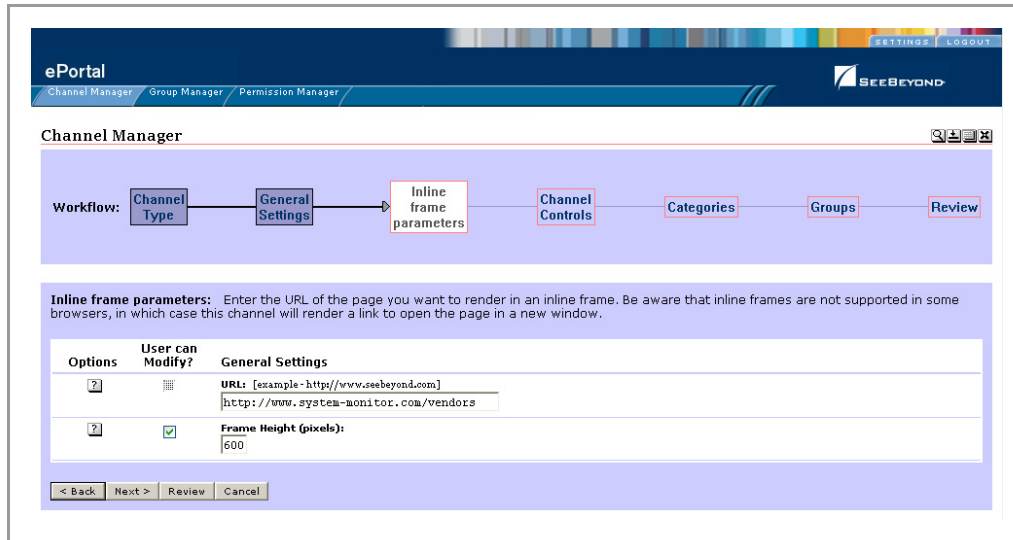 SETTINGS LOGOUT
ePortal
SEEBEYOND
Channel Manager Group Manager Permission Manager
Channel Manager
Workflow:
Channel
Type
General
Settings
Inline
frame
parameters
Channel
Controls
Categories
Groups
Review
Inline frame parameters: Enter the URL of the page you want to render in an inline frame. Be aware that inline frames are not supported in some
browsers, in which case this channel will render a link to open the page in a new window.
Options
User can
Modify?
General Settings
?
URL: [example - http://www.seebeyond.com]
http://www.system-monitor.com/vendors
?
Frame Height (pixels):
600
< Back Next > Review Cancel